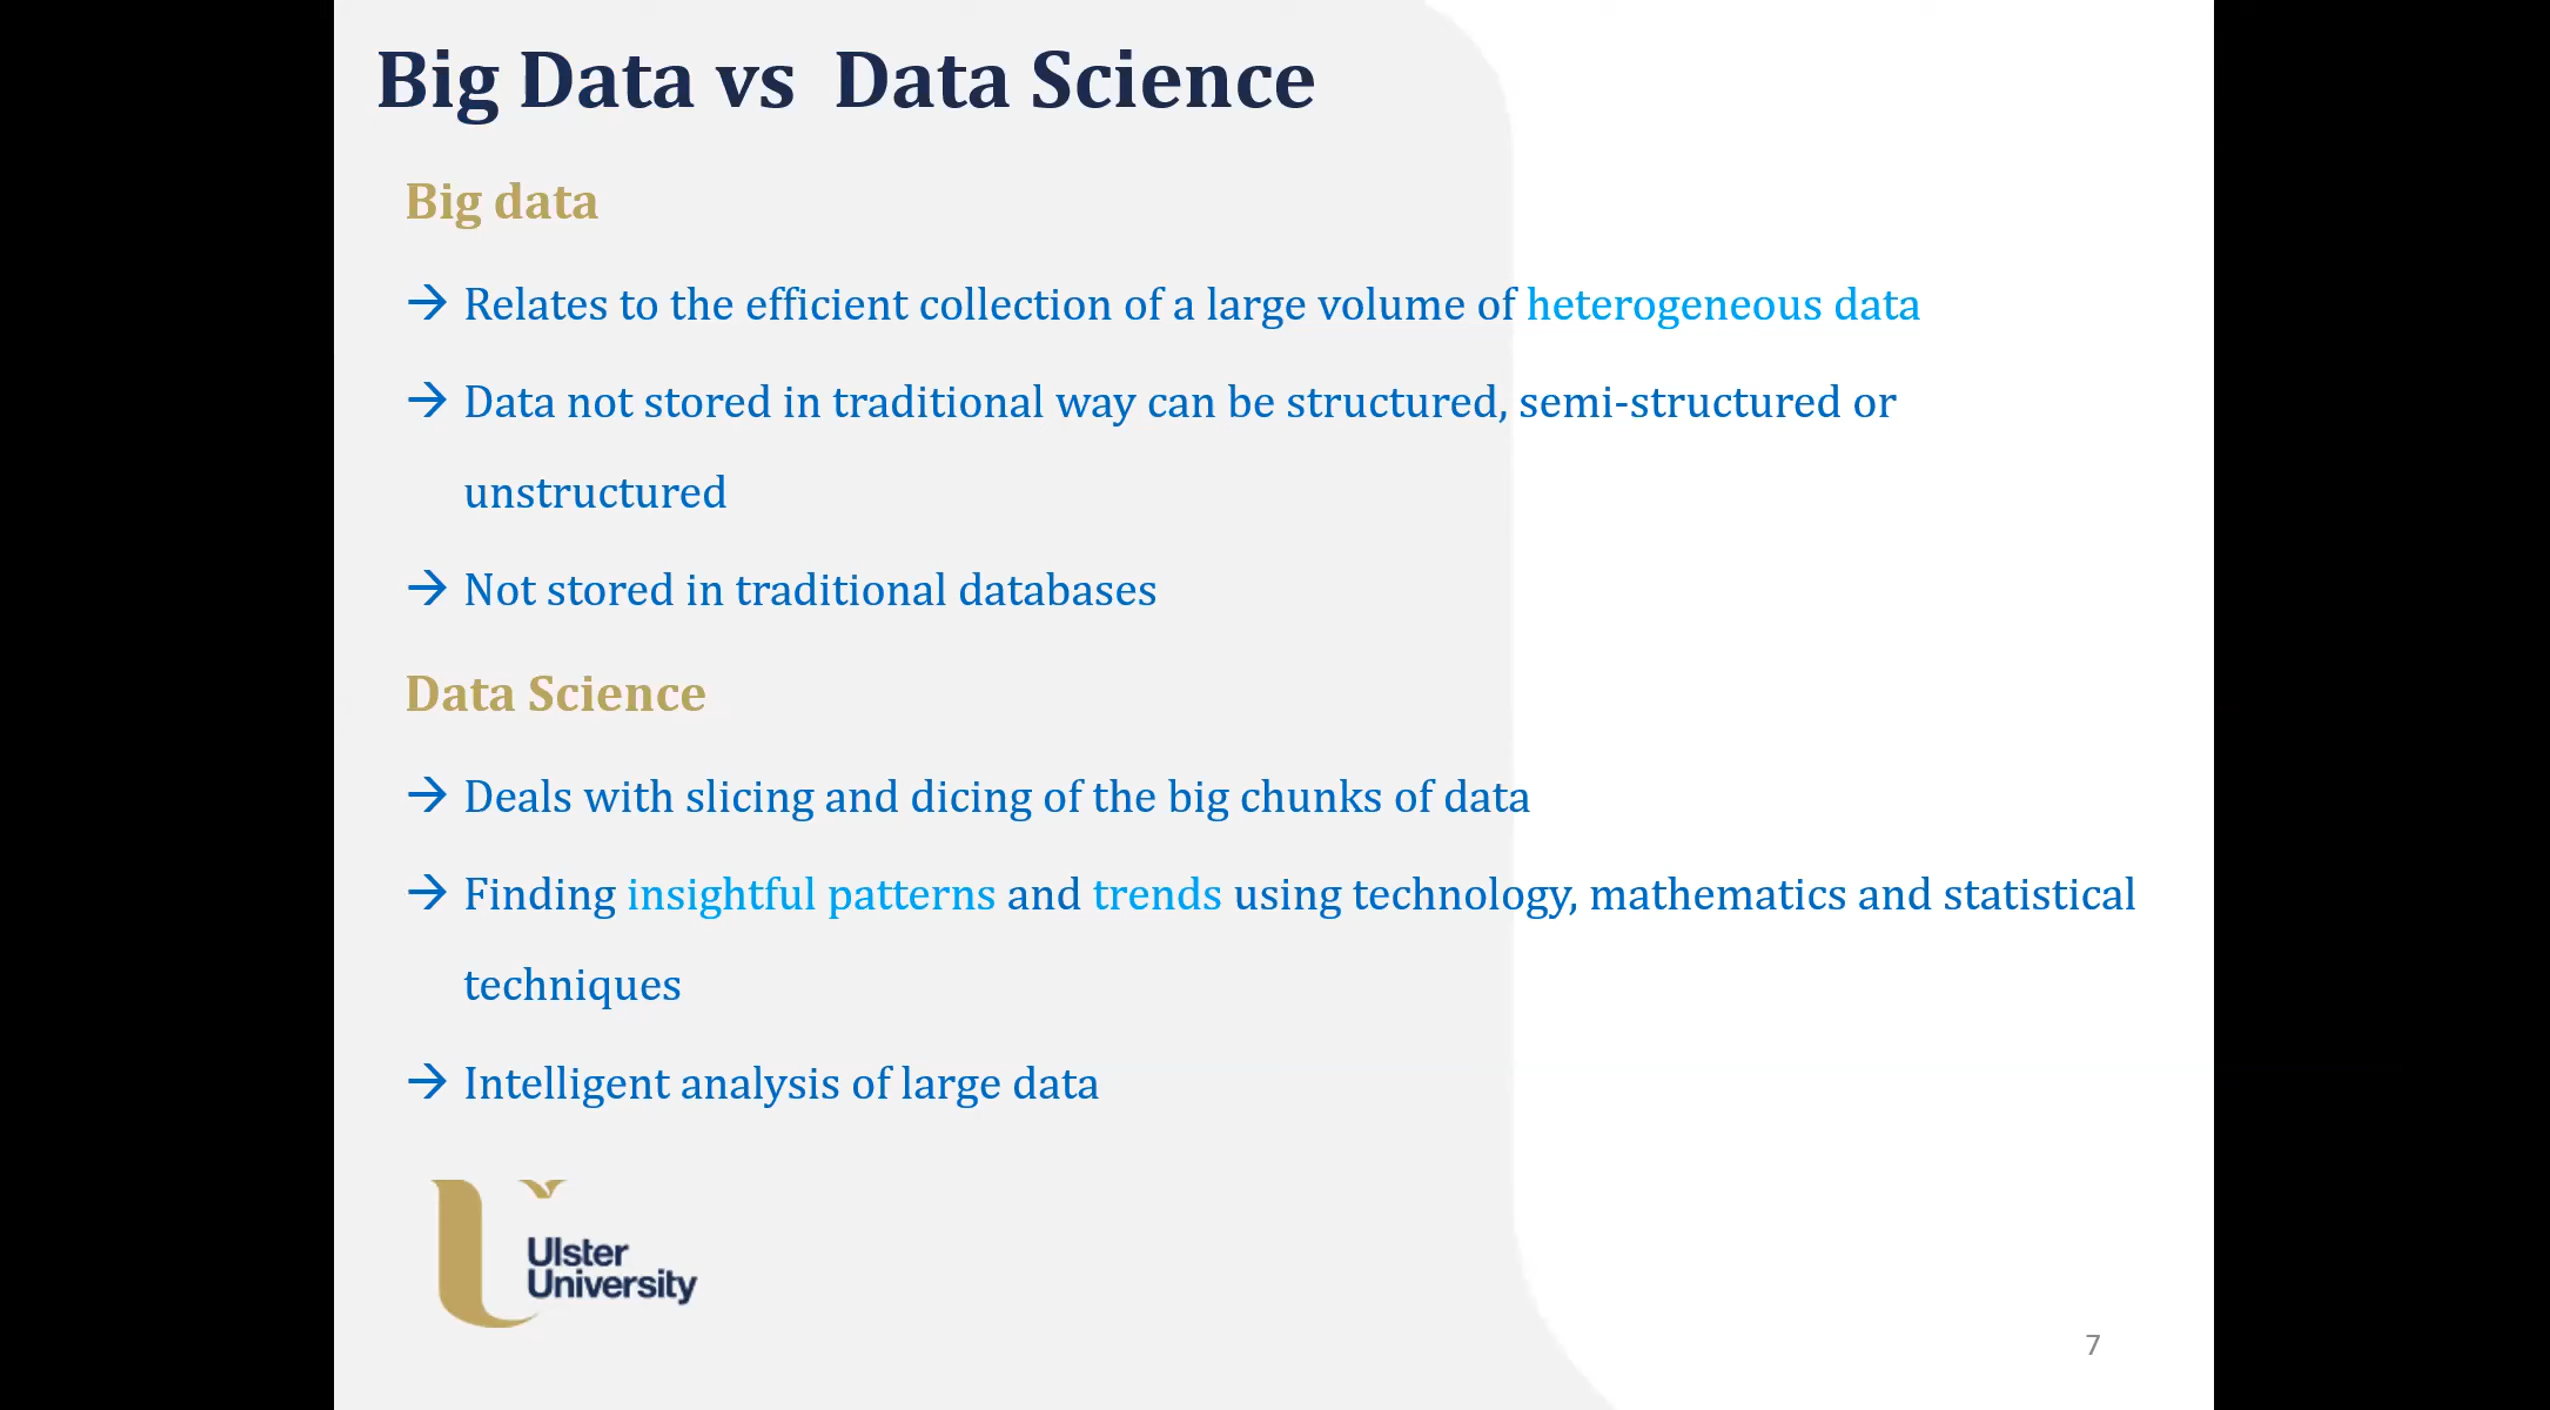 Big Data vs  Data Science
Big data
→ Relates to the efficient collection of a large volume of heterogeneous data
→ Data not stored in traditional way can be structured, semi-structured or
unstructured
→ Not stored in traditional databases
Data Science
→ Deals with slicing and dicing of the big chunks of data
→ Finding insightful patterns and trends using technology, mathematics and statistical
techniques
→ Intelligent analysis of large data
Ulster
University
7